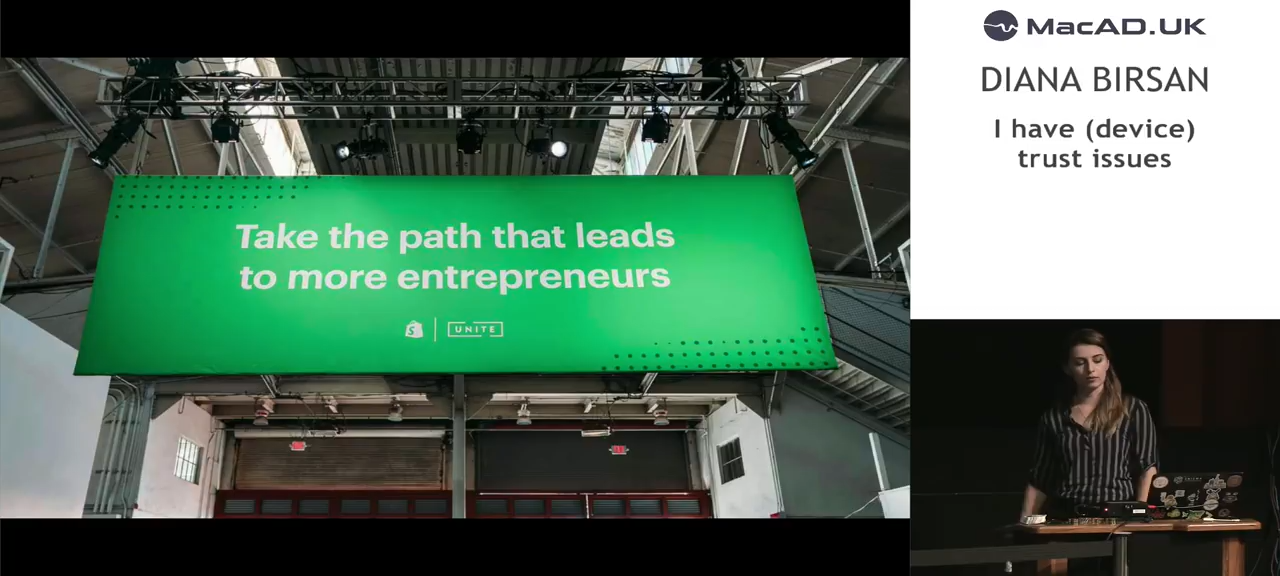 Take the path that leads
to more entrepreneurs
UNITE
MacAD.UK
DIANA BIRSAN
I have (device)
trust issues